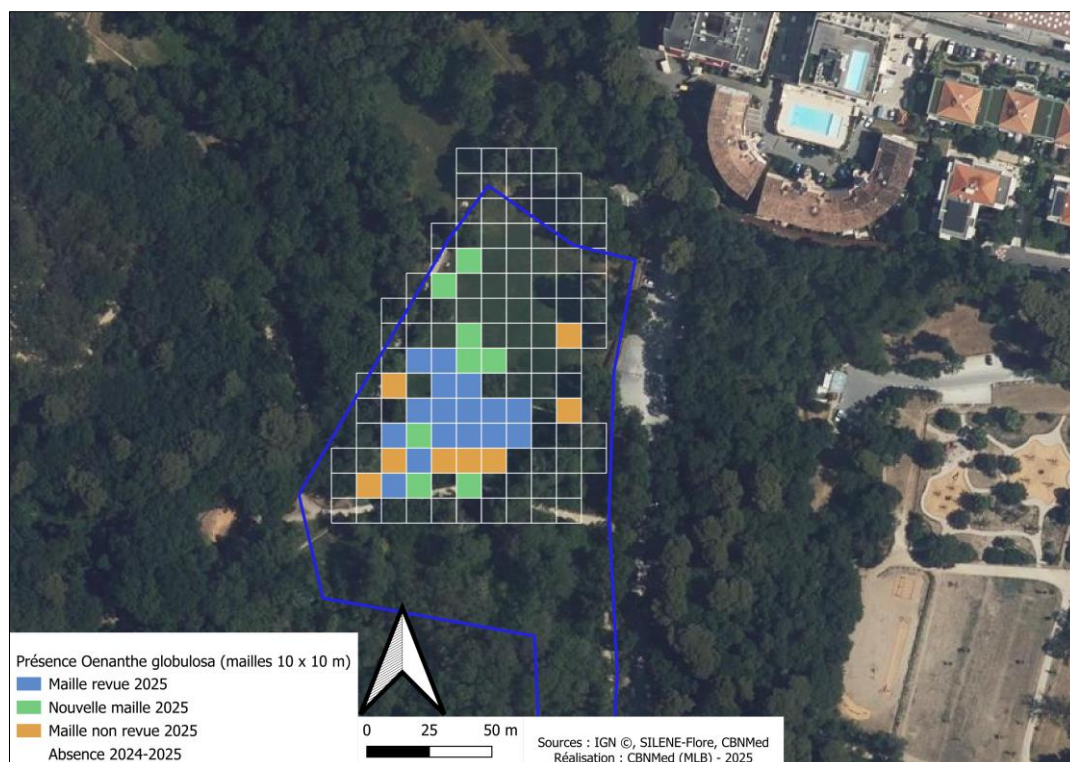 Présence Oenanthe globulosa (mailles 10 x 10 m)
Maille revue 2025
Nouvelle maille 2025
Maille non revue 2025
Absence 2024-2025
0 25 50 m
Sources : IGN ©, SILENE-Flore, CBNMed
Réalisation : CBNMed (MLB) - 2025